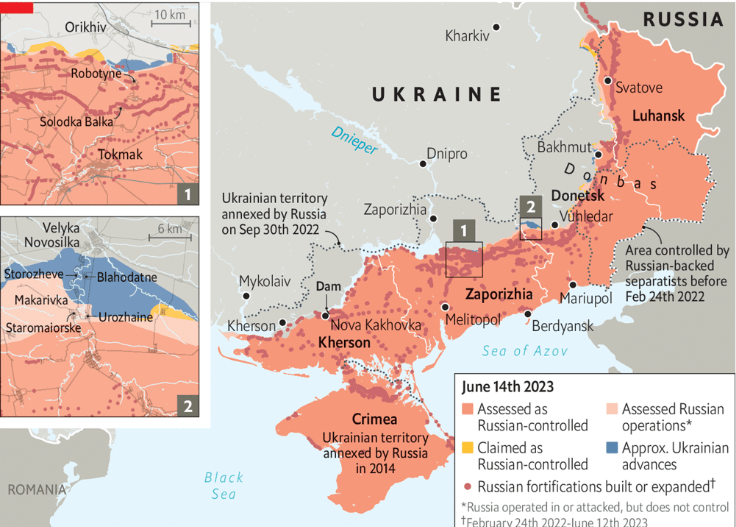 10 km
Orikhiv
Robotyne
Solodka Balka
Tokmak
1
Velyka
Novosilka
6 km
Storozheve
Blahodatne
Makarivka
Staromaiorske
Urozhaine
2
RUSSIA
Kharkiv
UKRAINE
Svatove
Luhansk
Dnieper
Dnipro
Bakhmut
Donbas
Donetsk
Ukrainian territory
annexed by Russia
on Sep 30th 2022
Zaporizhia
1
2
Vuhledar
Area controlled by
Russian-backed
separatists before
Feb 24th 2022
Mykolaiv
Dam
Kherson
Nova Kakhovka
Kherson
Zaporizhia
Melitopol
Mariupol
Berdyansk
Sea of Azov
Crimea
Ukrainian territory
annexed by Russia
in 2014
Black
Sea
ROMANIA
June 14th 2023
Assessed as
Russian-controlled
Assessed Russian
operations*
Claimed as
Russian-controlled
Approx. Ukrainian
advances
Russian fortifications built or expanded†
*Russia operated in or attacked, but does not control
†February 24th 2022-June 12th 2023